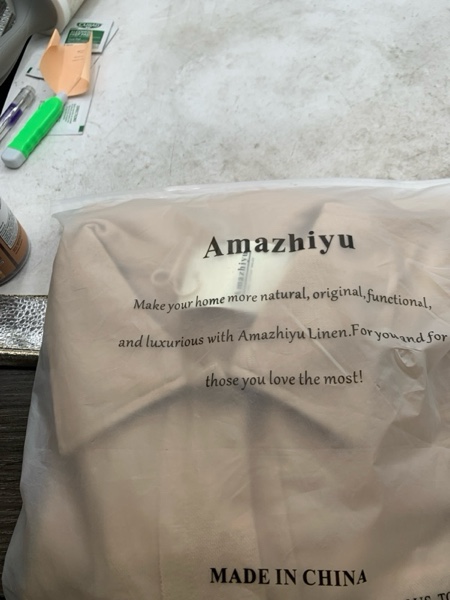 Amazhiyu
Amazhiyu
Make your home more natural, original,functional,
and luxurious with Amazhiyu Linen.For you and for
those you love the most!
MADE IN CHINA